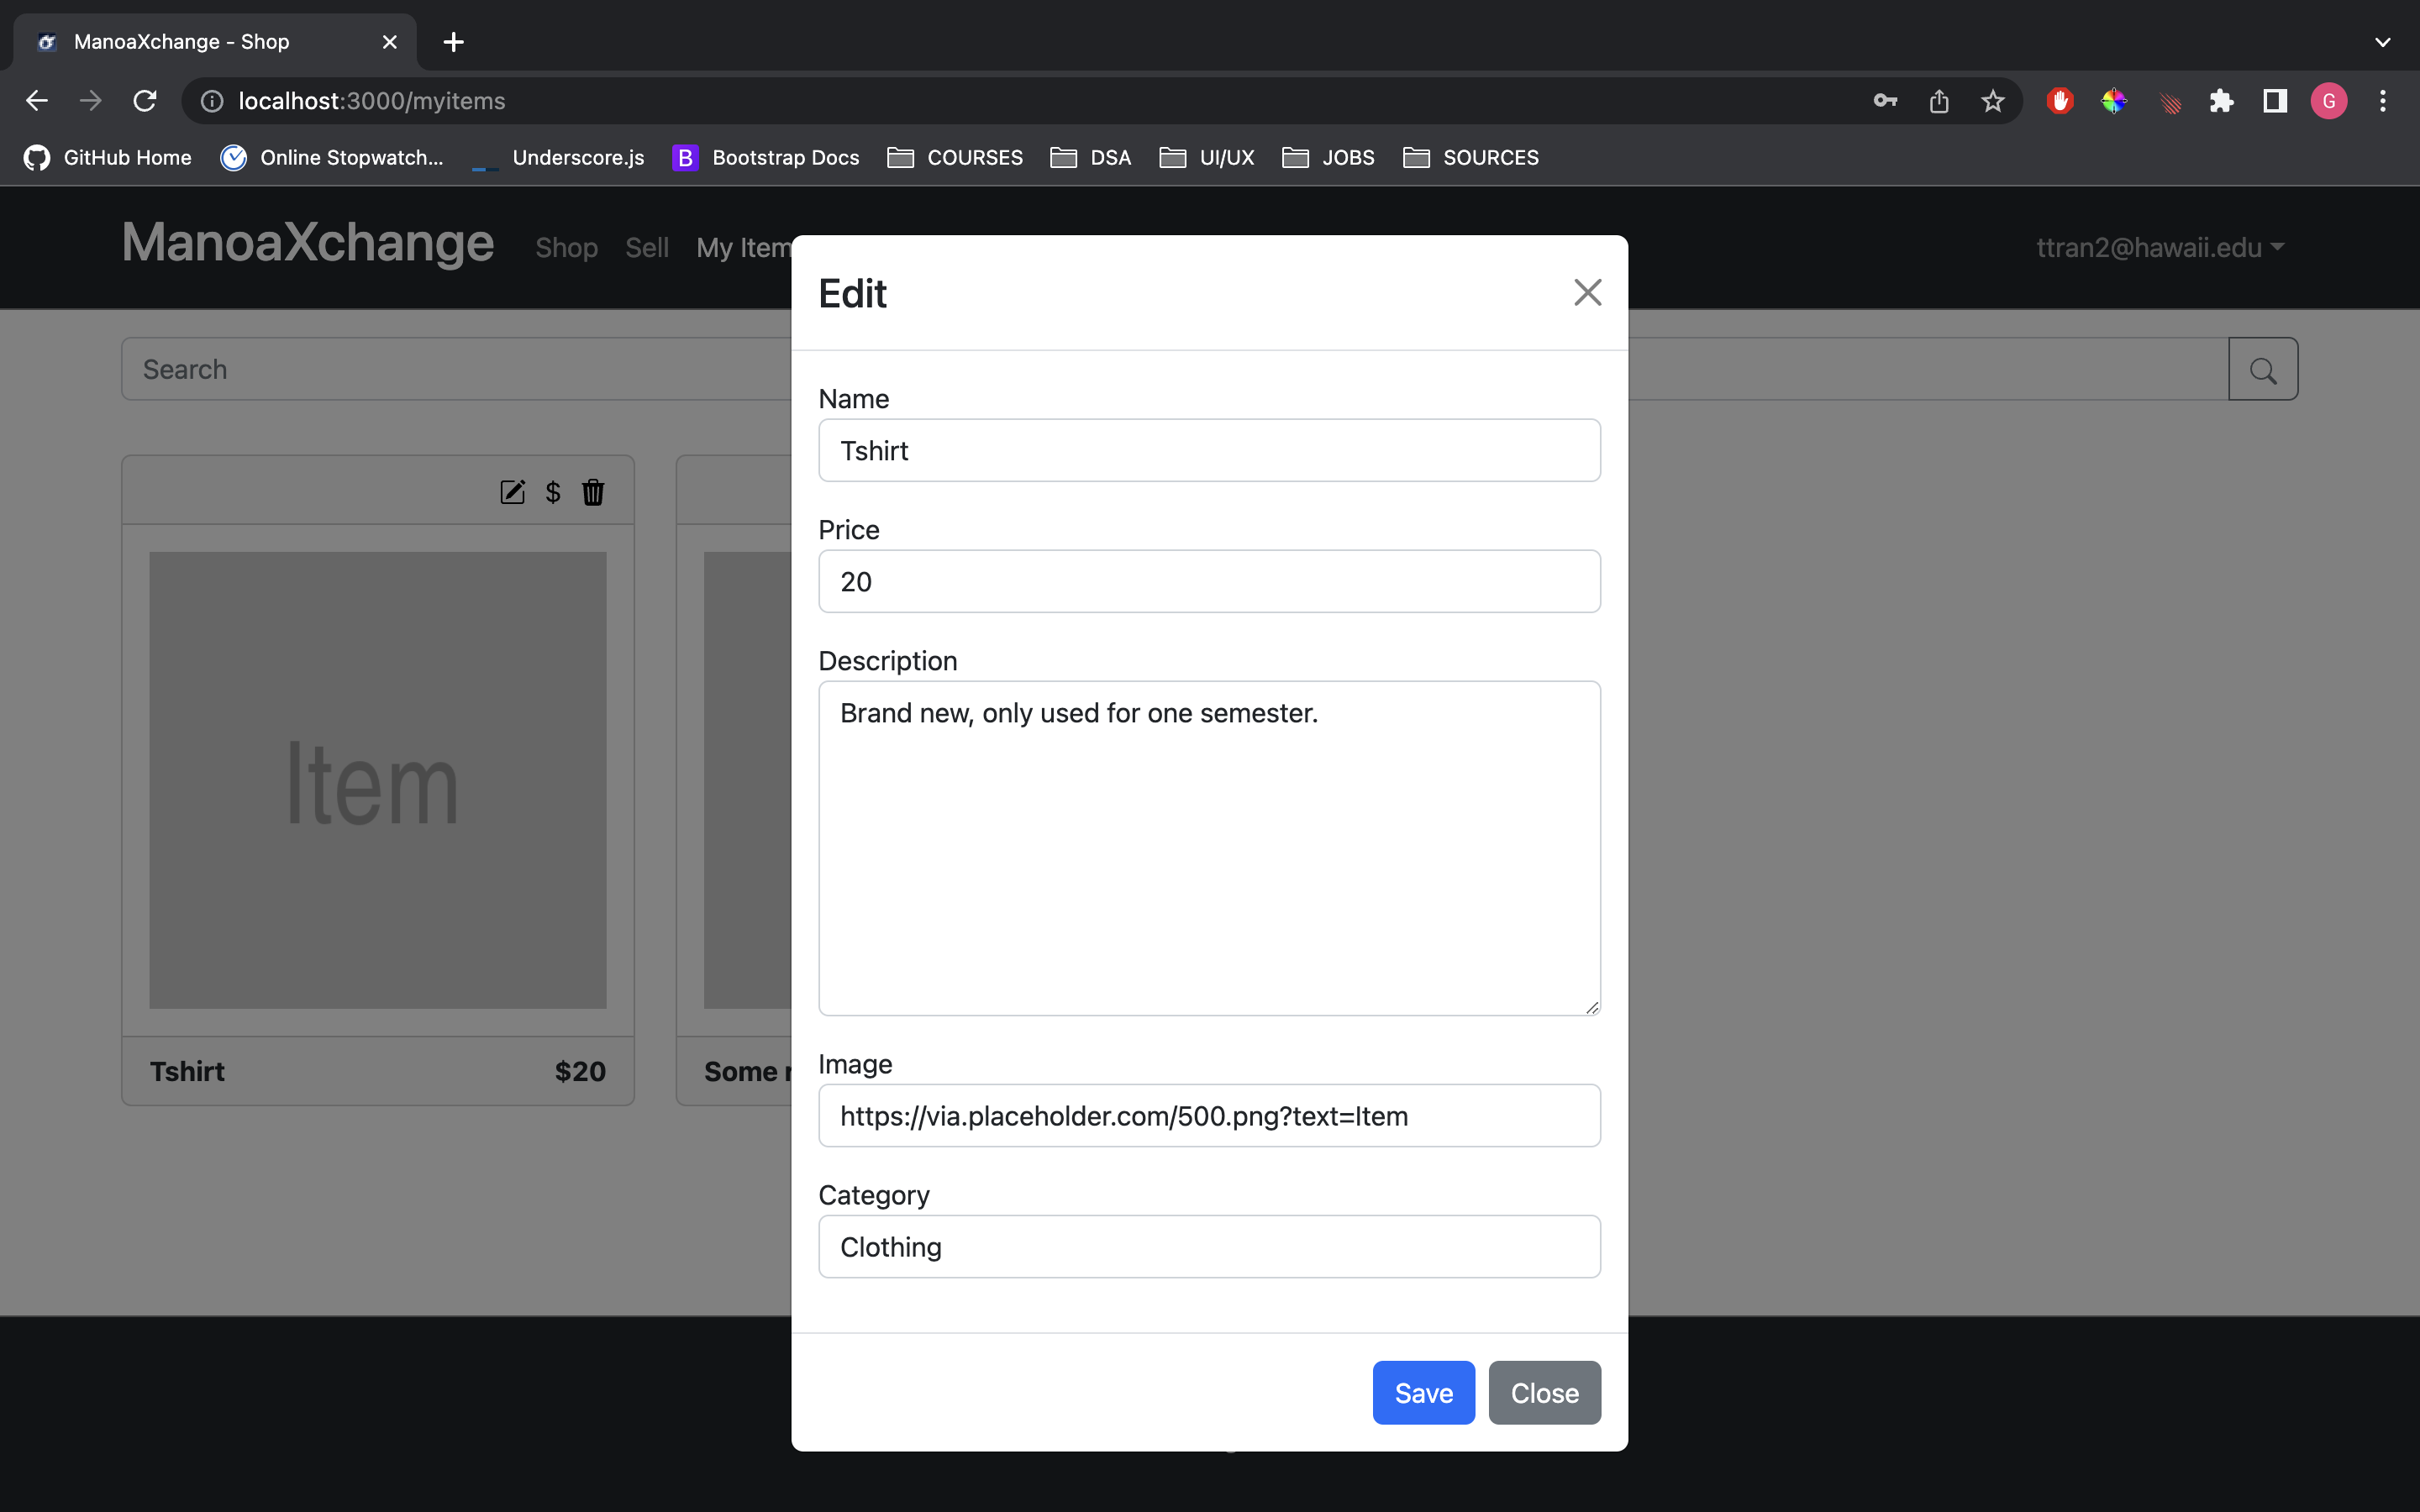 ManoaXchange - Shop
localhost:3000/myitems
G
GitHub Home Online Stopwatch... Underscore.js B Bootstrap Docs COURSES DSA UI/UX JOBS SOURCES
ManoaXchange Shop Sell My Item ttran2@hawaii.edu
Edit
Search
Name
Tshirt
Price
20
$
Description
Brand new, only used for one semester.
Item
Image
Tshirt $20 Some
https://via.placeholder.com/500.png?text=Item
Category
Clothing
Save Close